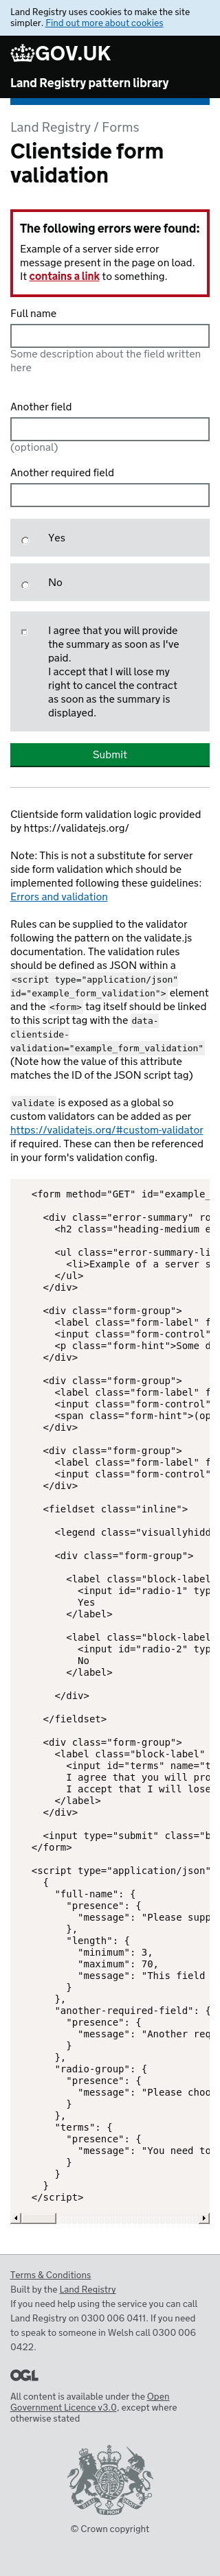 Land Registry uses cookies to make the site
simpler. Find out more about cookies
GOV.UK
Land Registry pattern library
Land Registry / Forms
Clientside form
validation
The following errors were found:
Example of a server side error
message present in the page on load.
It contains a link to something.
Full name
Some description about the field written
here
Another field
(optional)
Another required field
Yes
No
I agree that you will provide
the summary as soon as I've
paid.
I accept that I will lose my
right to cancel the contract
as soon as the summary is
displayed.
Submit
Clientside form validation logic provided
by https://validatejs.org/
Note: This is not a substitute for server
side form validation which should be
implemented following these guidelines:
Errors and validation
Rules can be supplied to the validator
following the pattern on the validate.js
documentation. The validation rules
should be defined as JSON within a
<script type="application/json"
id="example_form_validation"> element
and the <form> tag itself should be linked
to this script tag with the data-
clientside-
validation="example_form_validation"
(Note how the value of this attribute
matches the ID of the JSON script tag)
validate is exposed as a global so
custom validators can be added as per
https://validatejs.org/#custom-validator
if required. These can then be referenced
in your form's validation config.
<form method="GET" id="example_
<div class="error-summary" ro
<h2 class="heading-medium e
<ul class="error-summary-li
<li>Example of a server s
</ul>
</div>
<div class="form-group">
<label class="form-label" f
<input class="form-control"
<p class="form-hint">Some d
</div>
<div class="form-group">
<label class="form-label" f
<input class="form-control"
<span class="form-hint">(op
</div>
<div class="form-group">
<label class="form-label" f
<input class="form-control"
</div>
<fieldset class="inline">
<legend class="visuallyhidd
<div class="form-group">
<label class="block-label
<input id="radio-1" typ
Yes
</label>
<label class="block-label
<input id="radio-2" typ
No
</label>
</div>
</fieldset>
<div class="form-group">
<label class="block-label"
<input id="terms" name="t
I agree that you will pro
I accept that I will lose
</label>
</div>
<input type="submit" class="b
</form>
<script type="application/json"
{
"full-name": {
"presence": {
"message": "Please supp
},
"length": {
"minimum": 3,
"maximum": 70,
"message": "This field
}
},
"another-required-field": {
"presence": {
"message": "Another req
}
},
"radio-group": {
"presence": {
"message": "Please choo
}
},
"terms": {
"presence": {
"message": "You need to
}
}
}
</script>
Terms & Conditions
Built by the Land Registry
If you need help using the service you can call
Land Registry on 0300 006 0411. If you need
to speak to someone in Welsh call 0300 006
0422.
OGL
All content is available under the Open
Government Licence v3.0, except where
otherwise stated
© Crown copyright